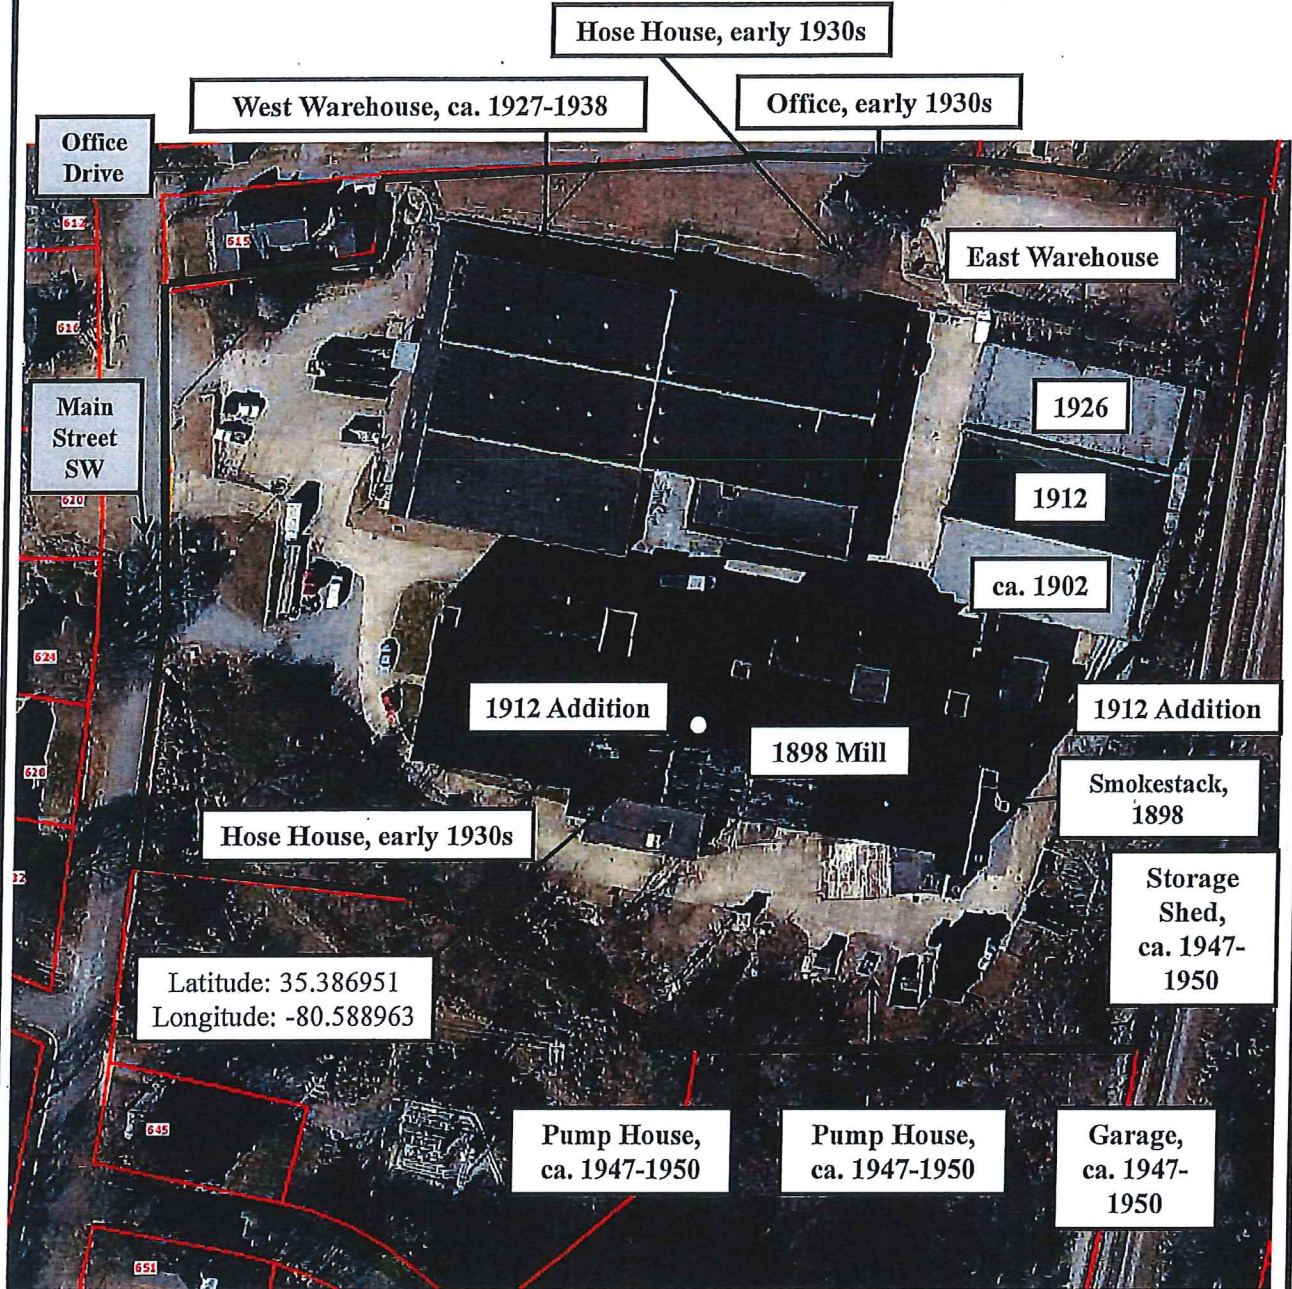 Hose House, early 1930s
West Warehouse, ca. 1927-1938
Office, early 1930s
Office
Drive
612
615
East Warehouse
616
Main
Street
SW
1926
620
1912
ca. 1902
624
1912 Addition
1912 Addition
1898 Mill
628
Smokestack,
1898
Hose House, early 1930s
Storage
Shed,
ca. 1947-
1950
Latitude: 35.386951
Longitude: -80.588963
645
Pump House,
ca. 1947-1950
Pump House,
ca. 1947-1950
Garage,
ca. 1947-
1950
651